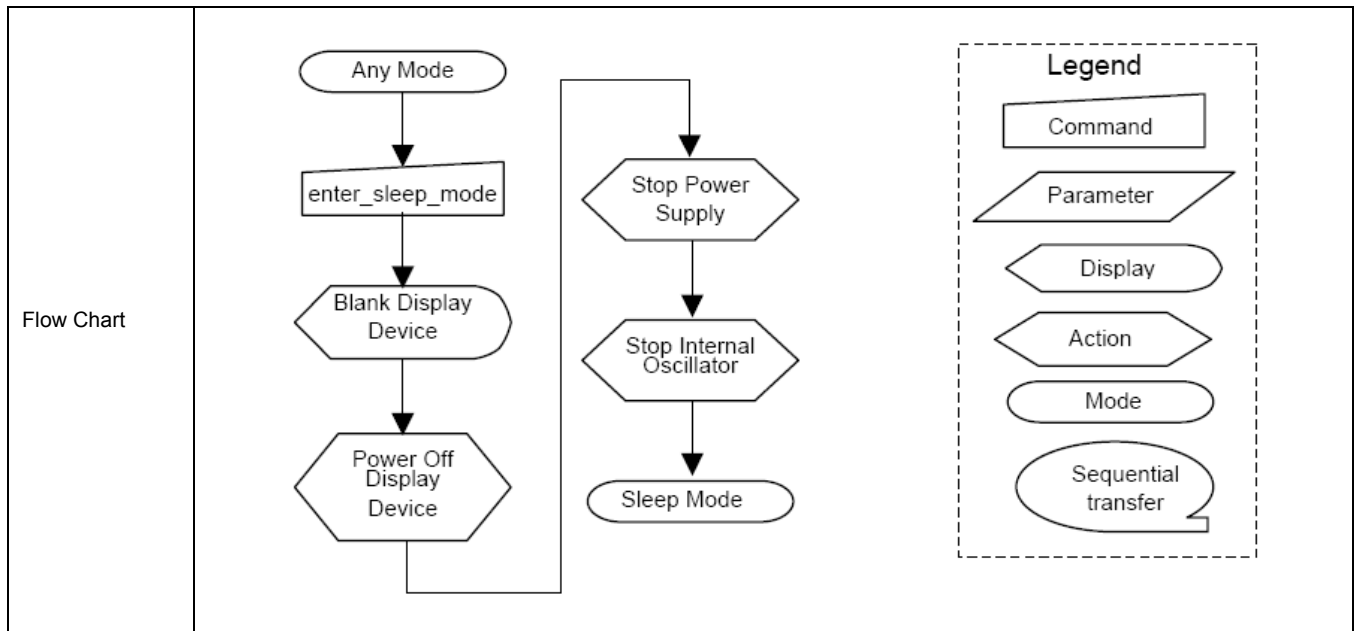 Flow Chart
Any Mode
enter_sleep_mode
Blank Display
Device
Power Off
Display
Device
Stop Power
Supply
Stop Internal
Oscillator
Sleep Mode
Legend
Command
Parameter
Display
Action
Mode
Sequential
transfer